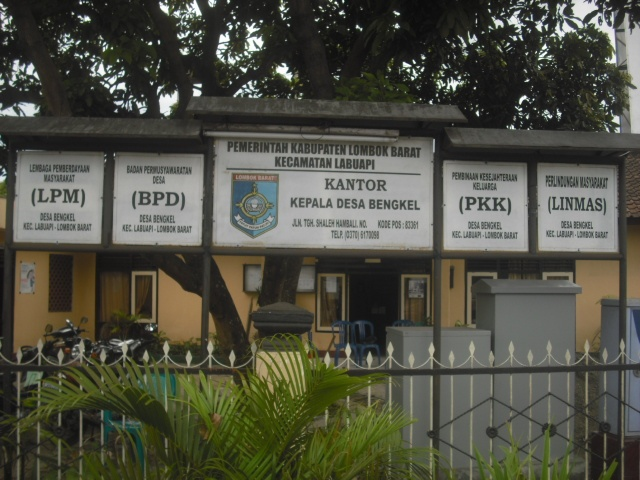 LEMBAGA PEMBERDAYAAN
MASYARAKAT
(LPM)
DESA BENGKEL
KEC. LABUAPI - LOMBOK BARAT
BADAN PERMUSYAWARATAN
DESA
(BPD)
DESA BENGKEL
KEC. LABUAPI - LOMBOK BARAT
PEMERINTAH KABUPATEN LOMBOK BARAT
KECAMATAN LABUAPI
LOMBOK BARAT
KANTOR
KEPALA DESA BENGKEL
JLN. TGH. SHALEH HAMBALI. NO. KODE POS : 83361
TELP. (0370) 6170098
PEMBINAAN KESEJAHTERAAN
KELUARGA
(PKK)
DESA BENGKEL
KEC. LABUAPI - LOMBOK BARAT
PERLINDUNGAN MASYARAKAT
(LINMAS)
DESA BENGKEL
KEC. LABUAPI - LOMBOK BARAT